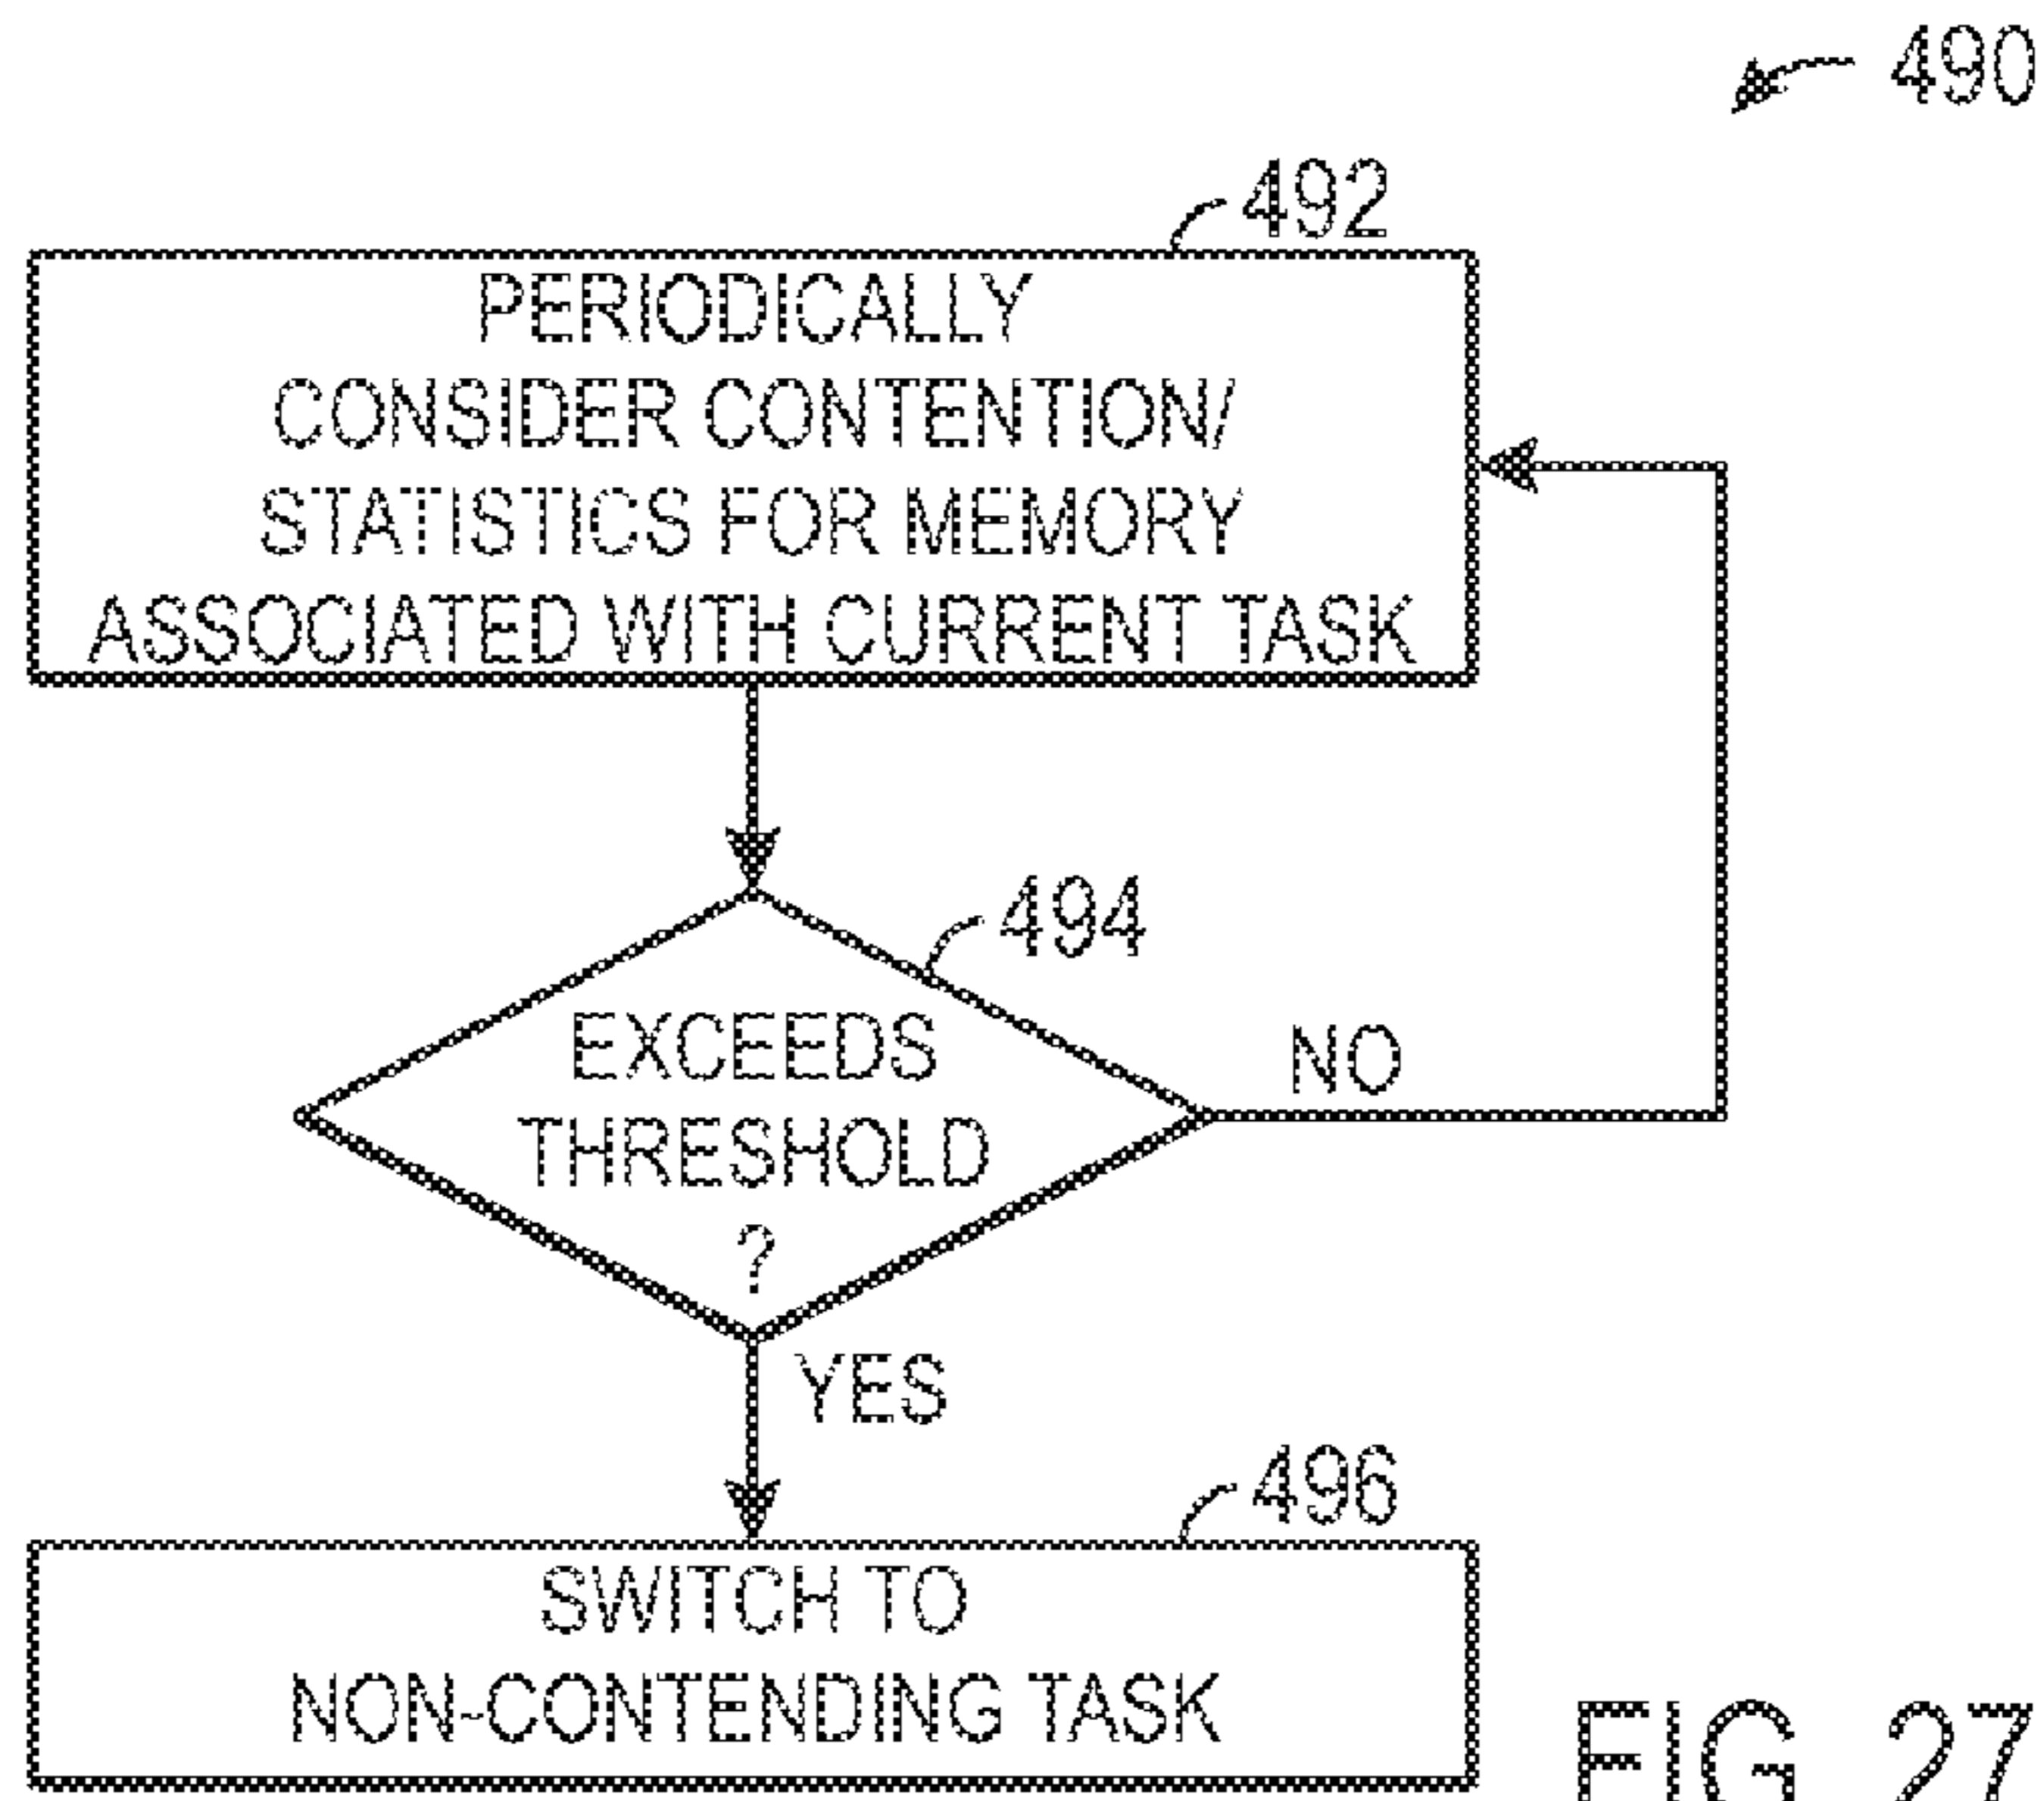 490
492
PERIODICALLY
CONSIDER CONTENTION/
STATISTICS FOR MEMORY
ASSOCIATED WITH CURRENT TASK
494
EXCEEDS
THRESHOLD
?
NO
YES
496
SWITCH TO
NON-CONTENDING TASK
FIG 27